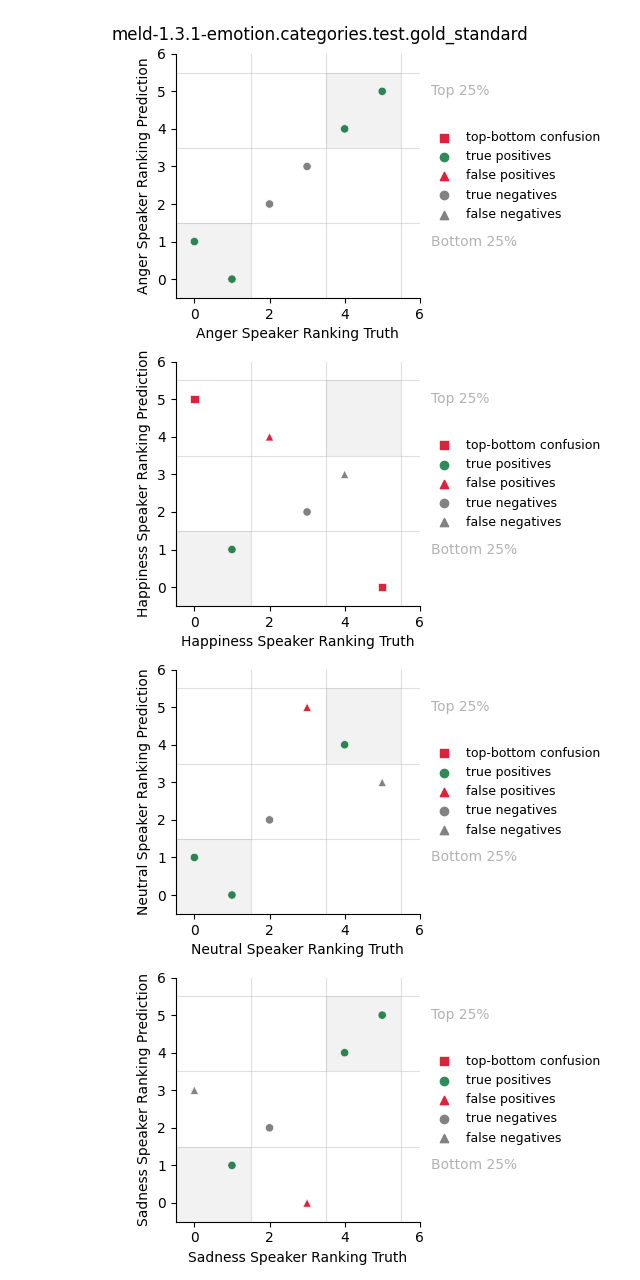 meld-1.3.1-emotion.categories.test.gold_standard
6
5
4
3
2
1
0
Anger Speaker Ranking Prediction
0 2 4 6
Anger Speaker Ranking Truth
Top 25%
top-bottom confusion
true positives
false positives
true negatives
false negatives
Bottom 25%
6
5
4
3
2
1
0
Happiness Speaker Ranking Prediction
0 2 4 6
Happiness Speaker Ranking Truth
Top 25%
top-bottom confusion
true positives
false positives
true negatives
false negatives
Bottom 25%
6
5
4
3
2
1
0
Neutral Speaker Ranking Prediction
0 2 4 6
Neutral Speaker Ranking Truth
Top 25%
top-bottom confusion
true positives
false positives
true negatives
false negatives
Bottom 25%
6
5
4
3
2
1
0
Sadness Speaker Ranking Prediction
0 2 4 6
Sadness Speaker Ranking Truth
Top 25%
top-bottom confusion
true positives
false positives
true negatives
false negatives
Bottom 25%